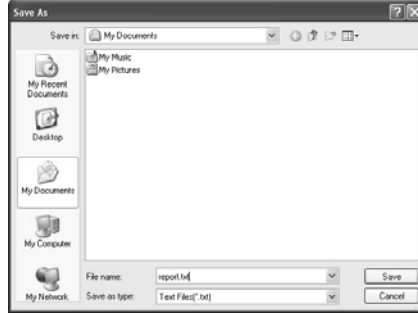 Save As
Save in: My Documents
My Music
My Pictures
My Recent
Documents
Desktop
My Documents
My Computer
My Network
File name: report.txt Save
Save as type: Text Files(*.txt) Cancel